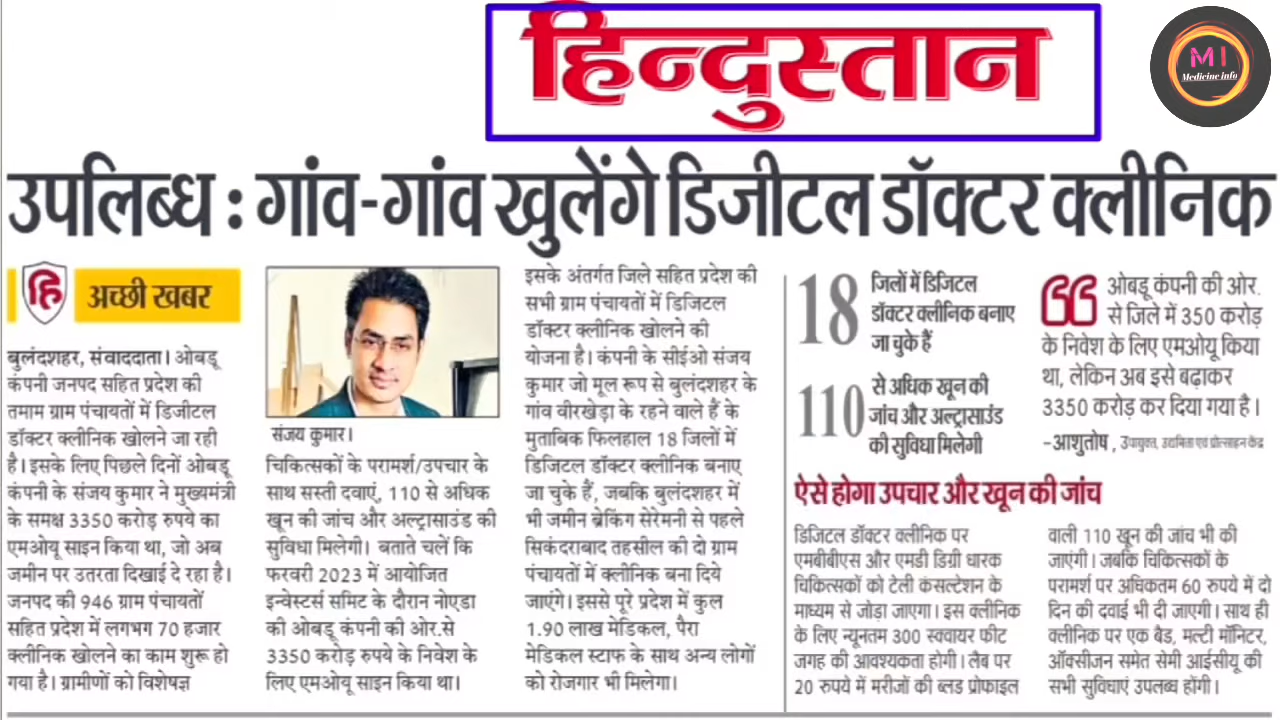 हिन्दुस्तान
MI
Medicine info
उपलिब्ध : गांव-गांव खुलेंगे डिजीटल डॉक्टर क्लीनिक
हि
अच्छी खबर
बुलंदशहर, संवाददाता। ओबडू
कंपनी जनपद सहित प्रदेश की
तमाम ग्राम पंचायतों में डिजीटल
डॉक्टर क्लीनिक खोलने जा रही
है। इसके लिए पिछले दिनों ओबडू
कंपनी के संजय कुमार ने मुख्यमंत्री
के समक्ष 3350 करोड़ रुपये का
एमओयू साइन किया था, जो अब
जमीन पर उतरता दिखाई दे रहा है।
जनपद की 946 ग्राम पंचायतों
सहित प्रदेश में लगभग 70 हजार
क्लीनिक खोलने का काम शुरू हो
गया है। ग्रामीणों को विशेषज्ञ
संजय कुमार।
चिकित्सकों के परामर्श/उपचार के
साथ सस्ती दवाएं, 110 से अधिक
खून की जांच और अल्ट्रासाउंड की
सुविधा मिलेगी। बताते चलें कि
फरवरी 2023 में आयोजित
इन्वेस्टर्स समिट के दौरान नोएडा
की ओबडू कंपनी की ओर.से
3350 करोड़ रुपये के निवेश के
लिए एमओयू साइन किया था।
इसके अंतर्गत जिले सहित प्रदेश की
सभी ग्राम पंचायतों में डिजिटल
डॉक्टर क्लीनिक खोलने की
योजना है। कंपनी के सीईओ संजय
कुमार जो मूल रूप से बुलंदशहर के
गांव वीरखेड़ा के रहने वाले हैं के
मुताबिक फिलहाल 18 जिलों में
डिजिटल डॉक्टर क्लीनिक बनाए
जा चुके हैं, जबकि बुलंदशहर में
भी जमीन ब्रेकिंग सेरेमनी से पहले
सिकंदराबाद तहसील की दो ग्राम
पंचायतों में क्लीनिक बना दिये
जाएंगे। इससे पूरे प्रदेश में कुल
1.90 लाख मेडिकल, पैरा
मेडिकल स्टाफ के साथ अन्य लोगों
को रोजगार भी मिलेगा।
18 जिलों में डिजिटल
डॉक्टर क्लीनिक बनाए
जा चुके हैं
110 से अधिक खून की
जांच और अल्ट्रासाउंड
की सुविधा मिलेगी
ओबडू कंपनी की ओर.
से जिले में 350 करोड़
के निवेश के लिए एमओयू किया
था, लेकिन अब इसे बढ़ाकर
3350 करोड़ कर दिया गया है।
-आशुतोष , उपायुक्त, उद्यमिता एवं प्रोत्साहन केंद्र
ऐसे होगा उपचार और खून की जांच
डिजिटल डॉक्टर क्लीनिक पर
एमबीबीएस और एमडी डिग्री धारक
चिकित्सकों को टेली कंसल्टेशन के
माध्यम से जोड़ा जाएगा। इस क्लीनिक
के लिए न्यूनतम 300 स्क्वायर फीट
जगह की आवश्यकता होगी। लैब पर
20 रुपये में मरीजों की ब्लड प्रोफाइल
वाली 110 खून की जांच भी की
जाएंगी। जबकि चिकित्सकों के
परामर्श पर अधिकतम 60 रुपये में दो
दिन की दवाई भी दी जाएगी। साथ ही
क्लीनिक पर एक बैड, मल्टी मॉनिटर,
ऑक्सीजन समेत सेमी आईसीयू की
सभी सुविधाएं उपलब्ध होंगी।